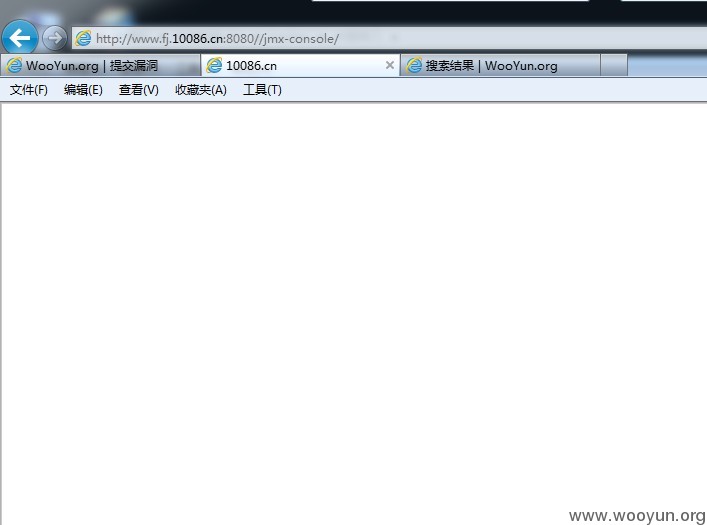 http://www.fj.10086.cn:8080//jmx-console/
WooYun.org | 提交漏洞 10086.cn 搜索结果 | WooYun.org
文件(F) 编辑(E) 查看(V) 收藏夹(A) 工具(T)
www.wooyun.org